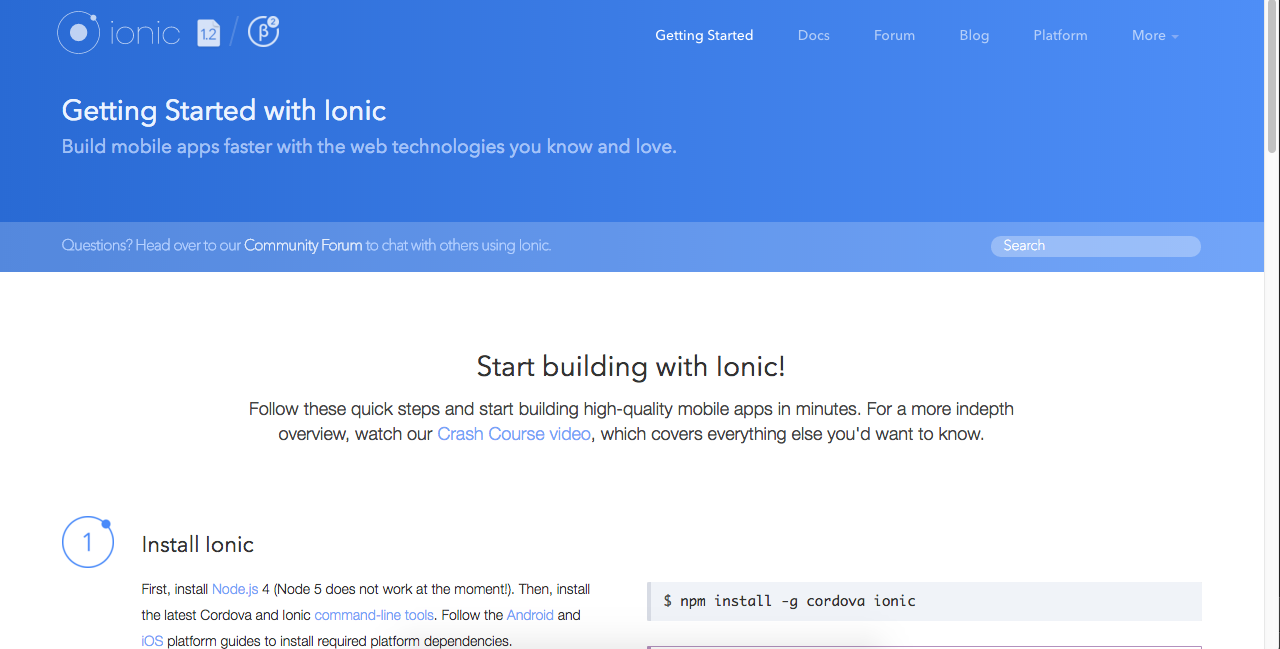 ionic 1.2 / β 2
Getting Started Docs Forum Blog Platform More
Getting Started with Ionic
Build mobile apps faster with the web technologies you know and love.
Questions? Head over to our Community Forum to chat with others using Ionic.
Search
Start building with Ionic!
Follow these quick steps and start building high-quality mobile apps in minutes. For a more indepth
overview, watch our Crash Course video, which covers everything else you'd want to know.
1
Install Ionic
First, install Node.js 4 (Node 5 does not work at the moment!). Then, install
the latest Cordova and Ionic command-line tools. Follow the Android and
iOS platform guides to install required platform dependencies.
$ npm install -g cordova ionic